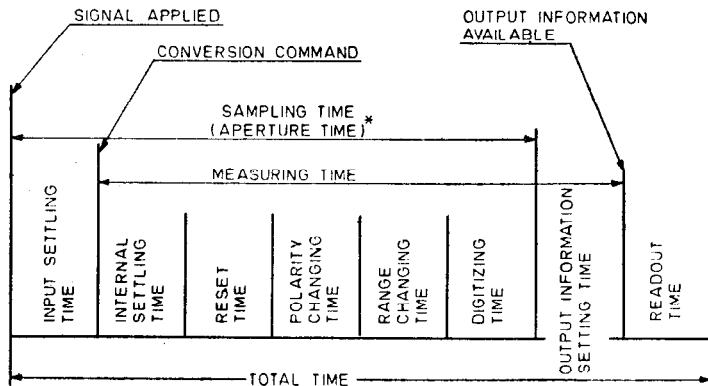 SIGNAL APPLIED
OUTPUT INFORMATION
AVAILABLE
CONVERSION COMMAND
SAMPLING TIME
(APERTURE TIME)*
MEASURING TIME
INPUT SETTLING
TIME
INTERNAL
SETTLING
TIME
RESET
TIME
POLARITY
CHANGING
TIME
RANGE
CHANGING
TIME
DIGITIZING
TIME
OUTPUT INFORMATION
SETTING TIME
READOUT
TIME
TOTAL TIME